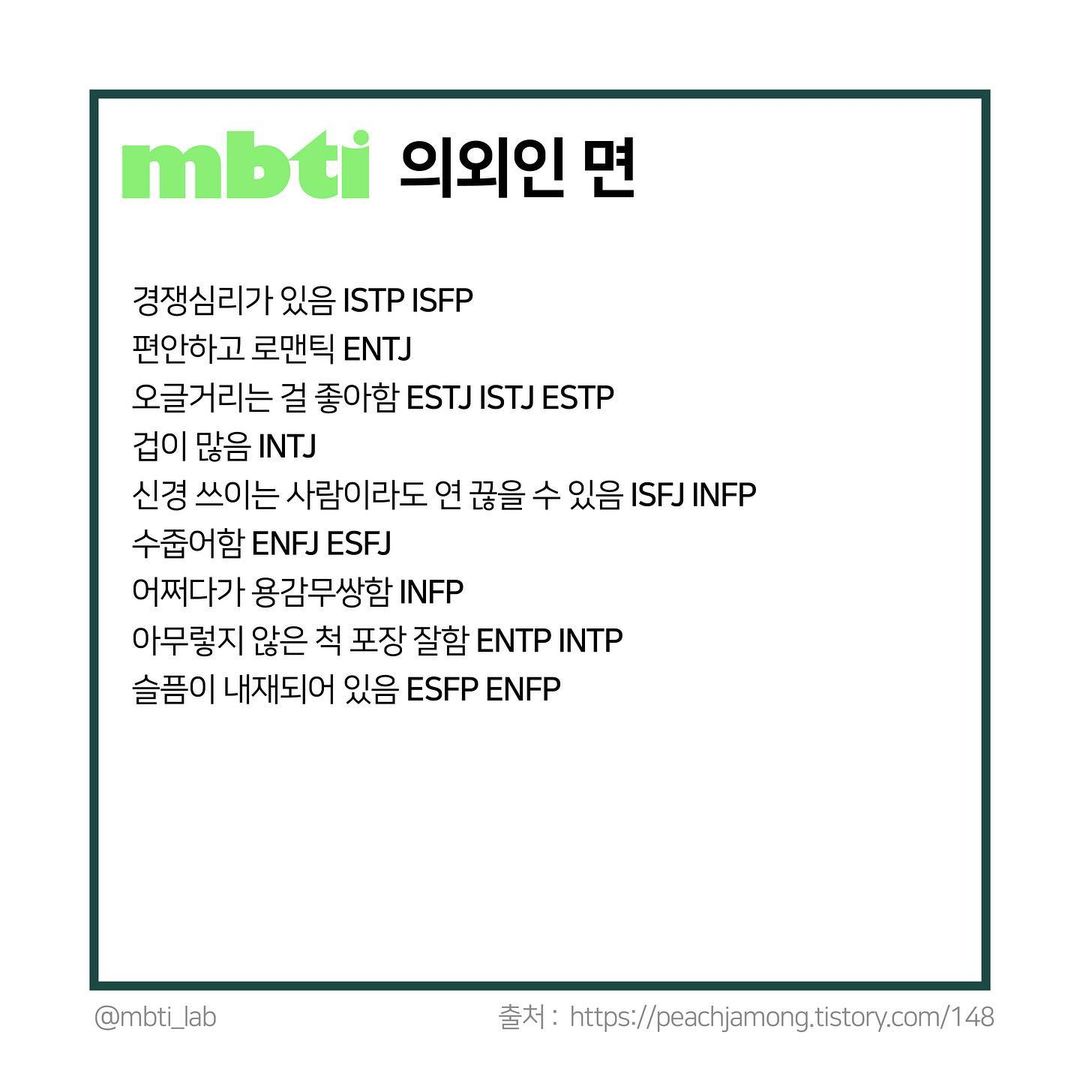 mbti 의외인 면
경쟁심리가 있음 ISTP ISFP
편안하고 로맨틱 ENTJ
오글거리는 걸 좋아함 ESTJ ISTJ ESTP
겁이 많음 INTJ
신경 쓰이는 사람이라도 연 끊을 수 있음 ISFJ INFP
수줍어함 ENFJ ESFJ
어쩌다가 용감무쌍함 INFP
아무렇지 않은 척 포장 잘함 ENTP INTP
슬픔이 내재되어 있음 ESFP ENFP
@mbti_lab
출처 : https://peachjamong.tistory.com/148